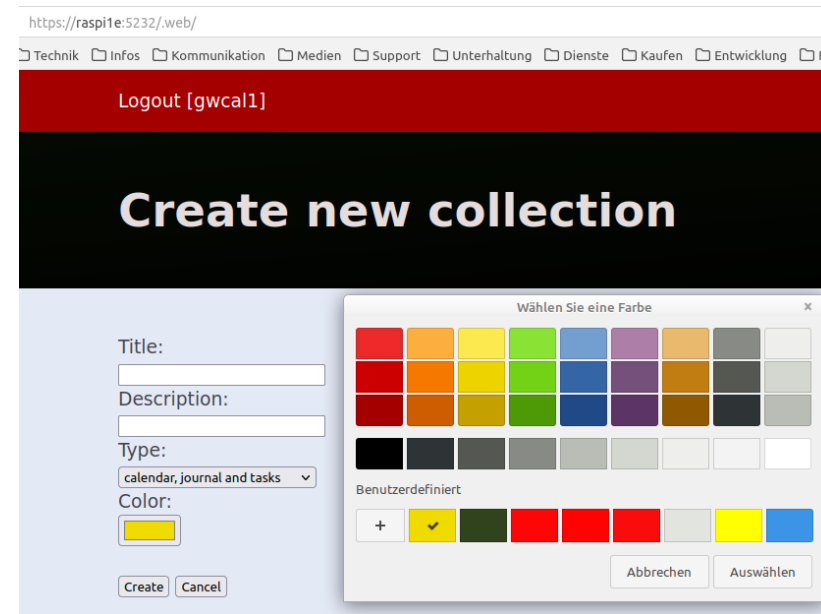 https://raspi1e:5232/.web/
Technik Infos Kommunikation Medien Support Unterhaltung Dienste Kaufen Entwicklung
Logout [gwcal1]
Create new collection
Wählen Sie eine Farbe x
Title:
Description:
Type:
calendar, journal and tasks
Color:
Benutzerdefiniert
+
Abbrechen Auswählen
Create Cancel